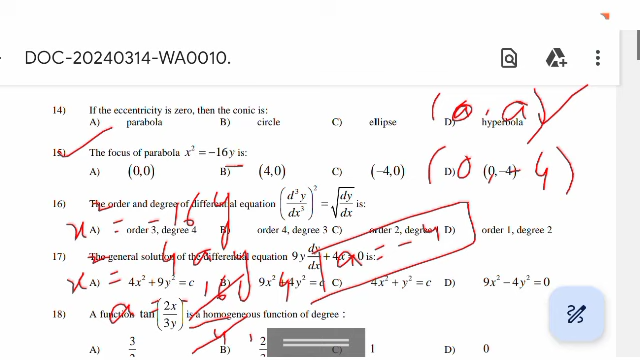 DOC-20240314-WA0010.
14) If the eccentricity is zero, then the conic is:
A) parabola B) circle C) ellipse D) hyperbola
(0, a)
15) The focus of parabola x² = −16y is:
A) (0,0) B) (4,0) C) (−4,0) D) (0,−4)
(0, -4)
16) The order and degree of differential equation (d³y/dx³)² = √(dy/dx) is:
x² = -16y
A) order 3, degree 4 B) order 4, degree 3 C) order 2, degree D) order 1, degree 2
17) The general solution of the differential equation 9y dy/dx + 4x = 0 is:
x² = 4ay
a = -4
A) 4x² + 9y² = c B) 9x² − 4y² = c C) 4x² + y² = c D) 9x² − 4y² = 0
18) A function tan⁻(2x/3y) is a homogeneous function of degree :
a = -16/4
A) 3 B) 2 C) 1 D) 0